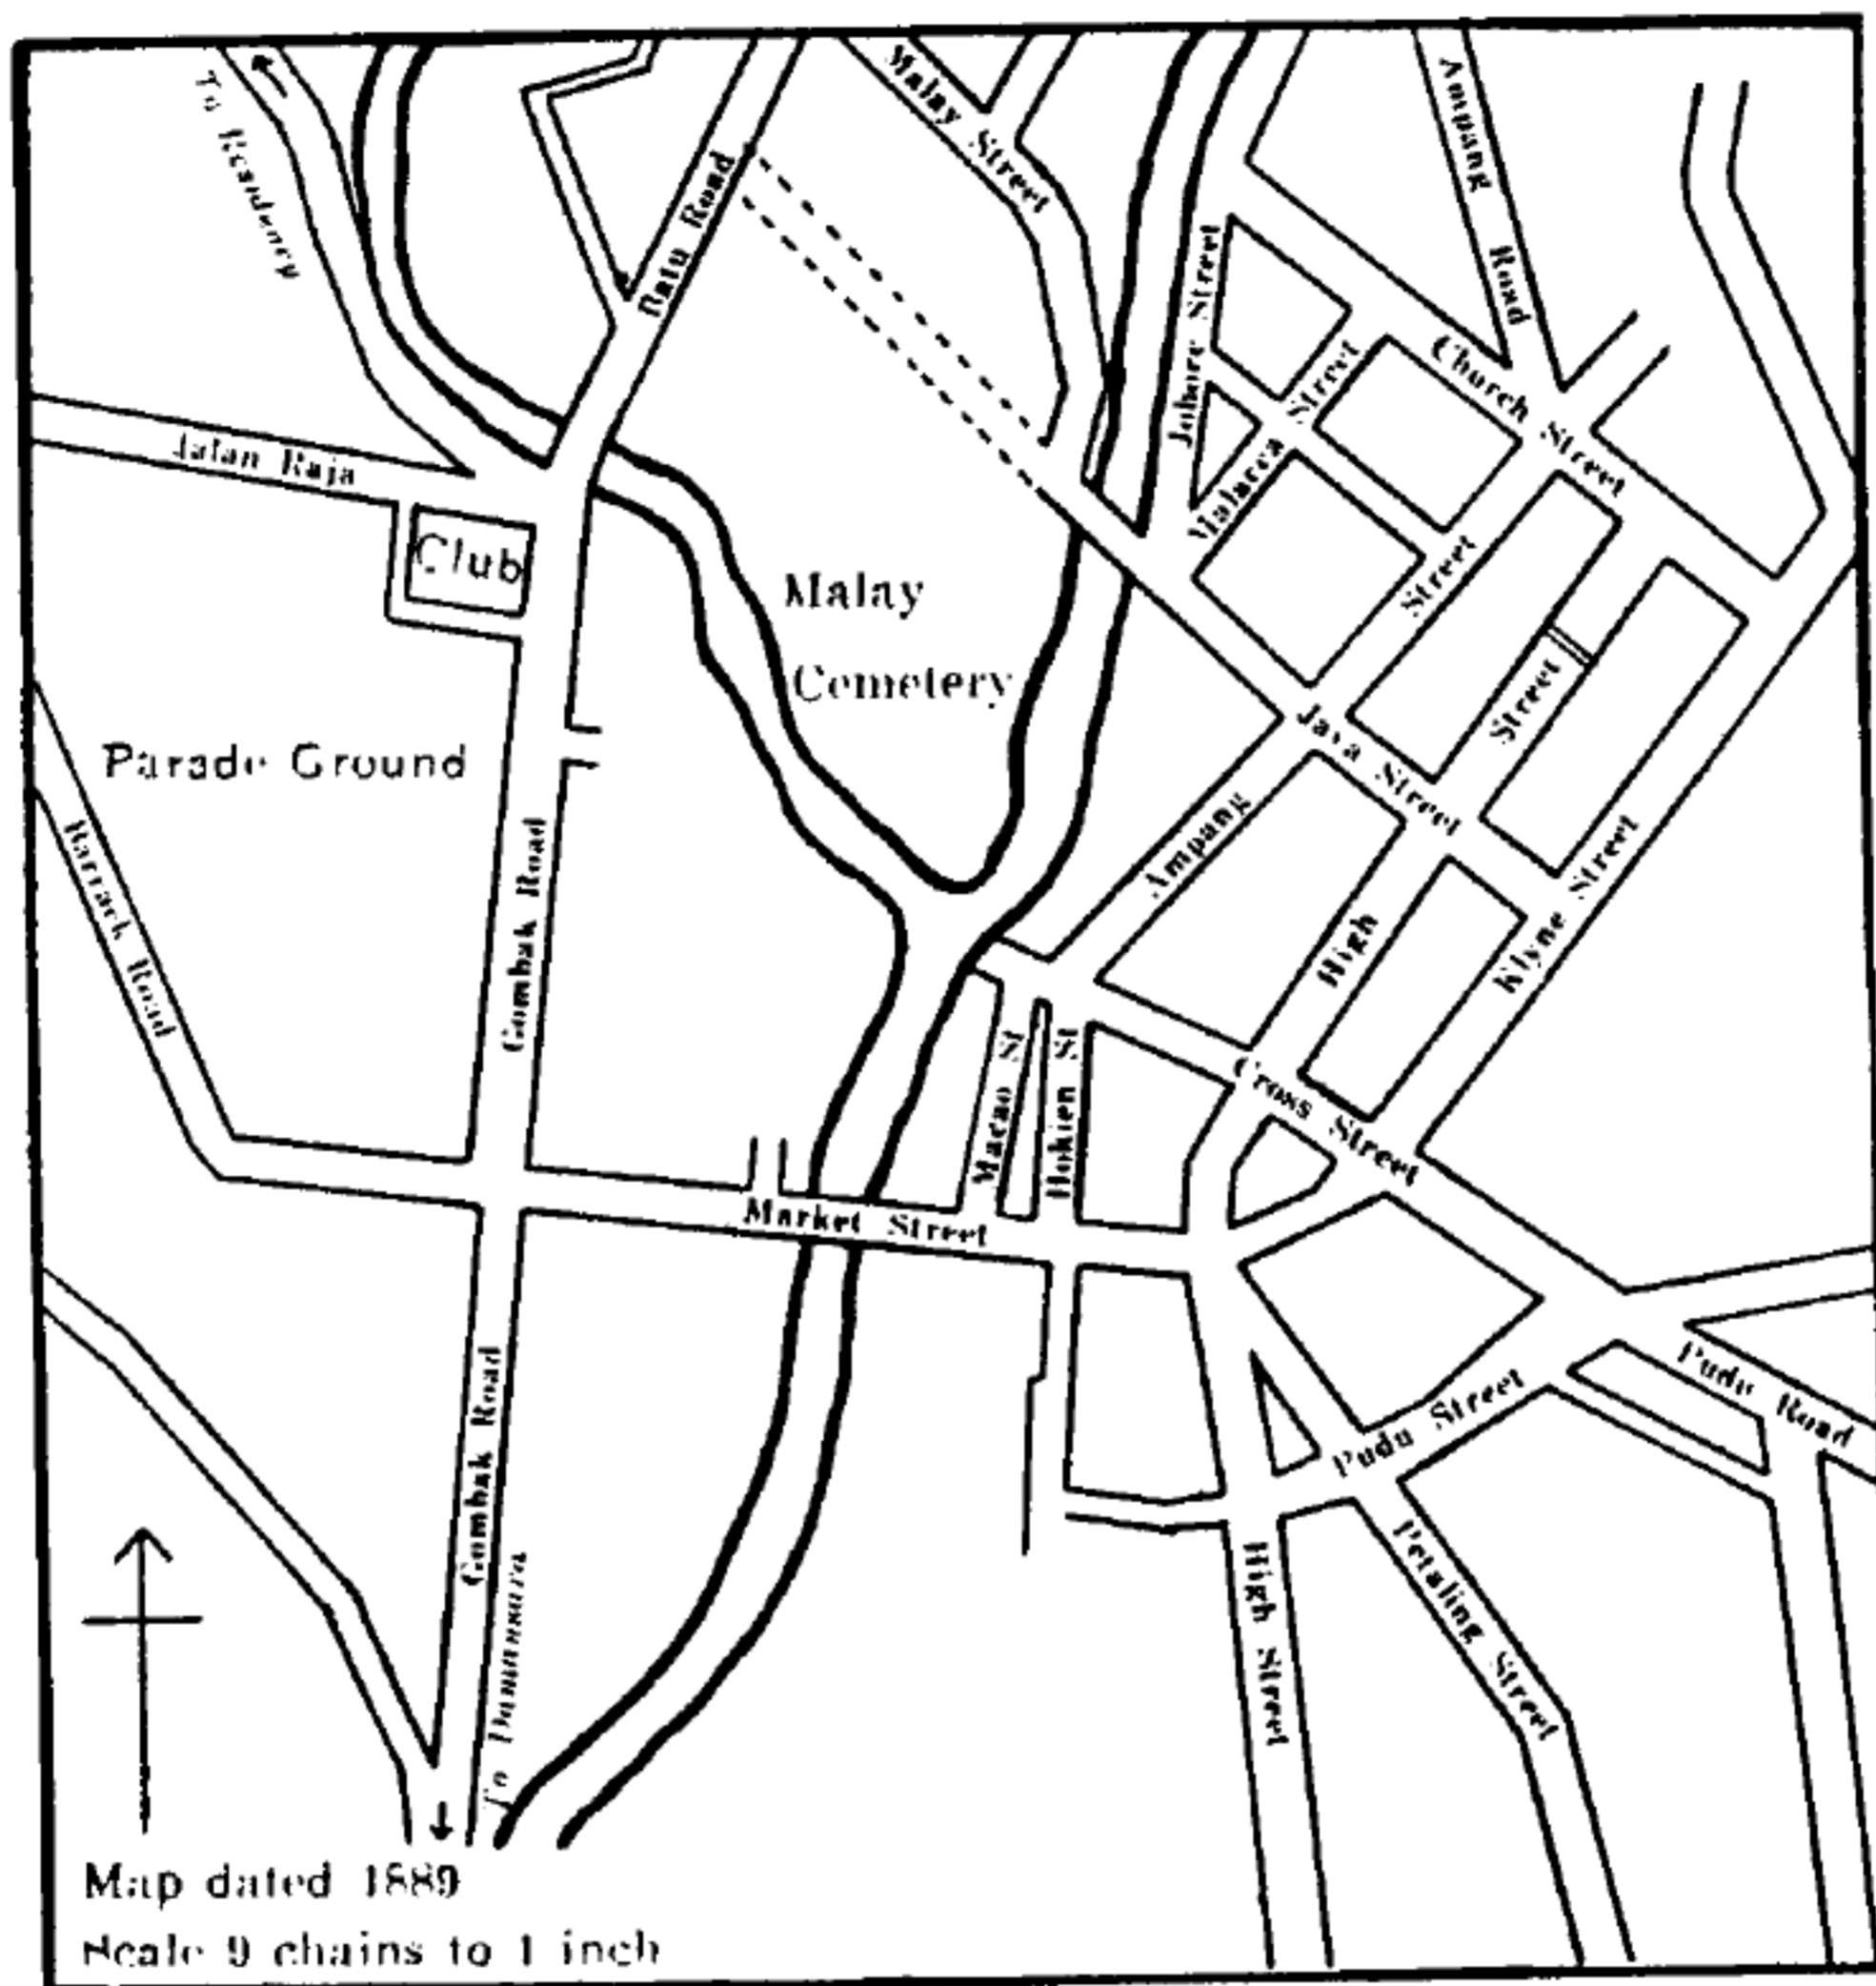 To Residency
Batu Road
Malay Street
Ampang Road
Johore Street
Malacca Street
Church Street
Jalan Raja
Club
Malay
Cemetery
Street
Street
Java Street
Parade Ground
Barrack Road
Gombak Road
Ampang
High
Klyne Street
Macao St
Hokien St
Cross Street
Market Street
Pudu Street
Pudu Road
Gombak Road
To Damansara
High Street
Petaling Street
Map dated 1889
Scale 9 chains to 1 inch